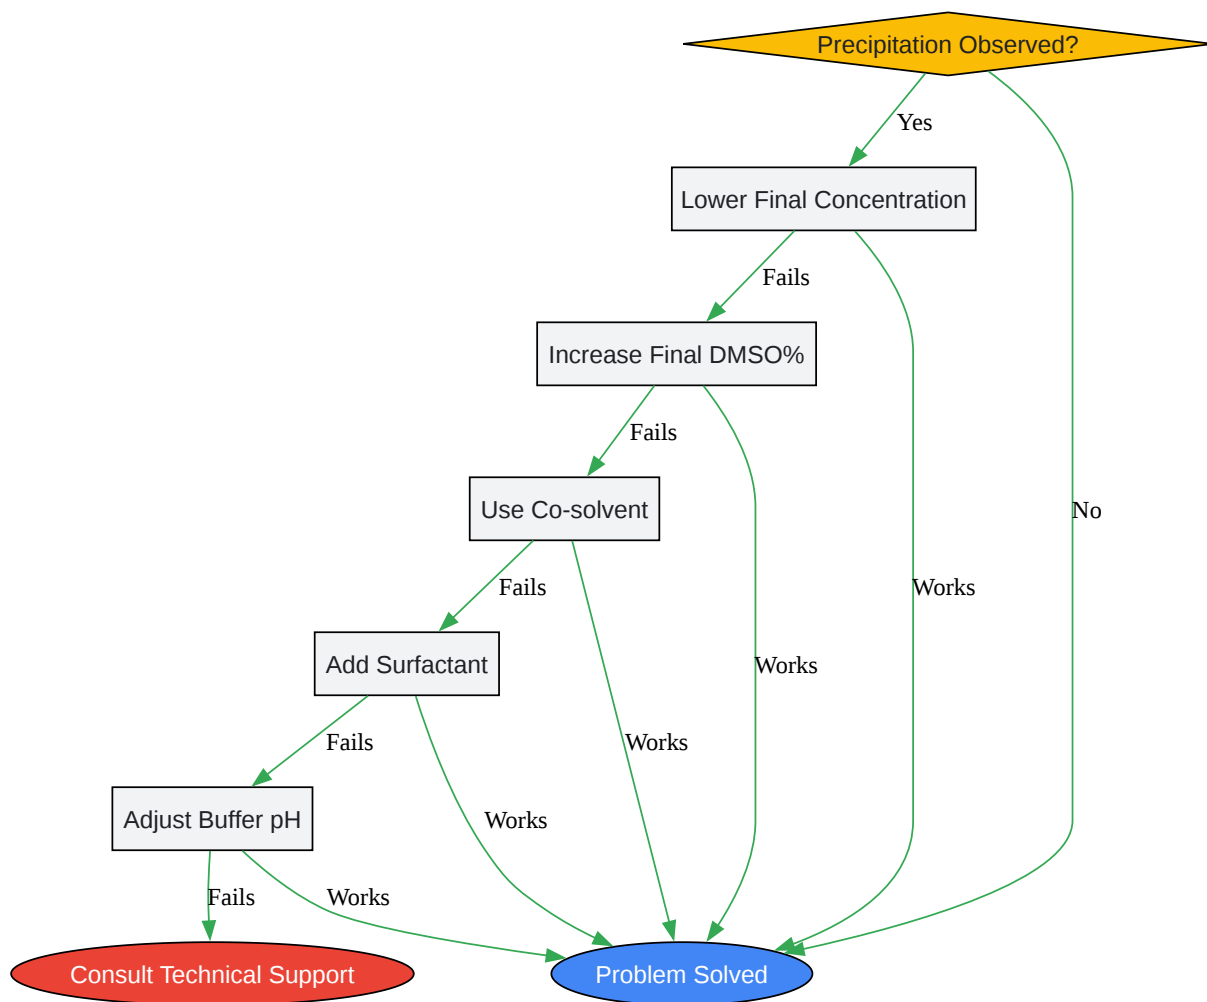 Precipitation Observed?
Yes
Lower Final Concentration
Fails
Increase Final DMSO%
Fails
Use Co-solvent
No
Fails
Works
Add Surfactant
Works
Fails
Works
Adjust Buffer pH
Works
Fails
Works
Consult Technical Support
Problem Solved